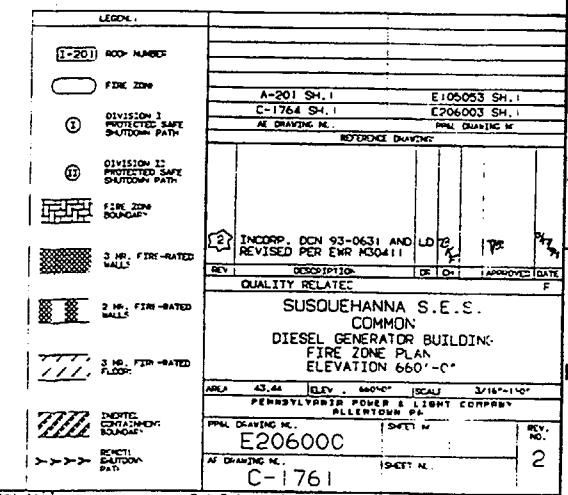 LEGEND
I-201 ROOM NUMBER
FIRE ZONE
I DIVISION I
PROTECTED SAFE
SHUTDOWN PATH
II DIVISION II
PROTECTED SAFE
SHUTDOWN PATH
FIRE ZONE
BOUNDARY
3 HR. FIRE-RATED
WALLS
2 HR. FIRE-RATED
WALLS
3 HR. FIRE-RATED
FLOOR
INERTED
CONTAINMENT
BOUNDARY
REMOTE
SHUTDOWN
PATH
A-201 SH.1 E105053 SH.1
C-1764 SH.1 E206003 SH.1
AE DRAWING NO. PP&L DRAWING NO
REFERENCE DRAWINGS
2 INCORP. DCN 93-0631 AND LD
REVISED PER EWR M30411
REV DESCRIPTION DR CH APPROVED DATE
QUALITY RELATED F
SUSQUEHANNA S.E.S.
COMMON
DIESEL GENERATOR BUILDING
FIRE ZONE PLAN
ELEVATION 660'-0"
AREA 43,44 ELEV. 660'-0" SCALE 3/16"=1'-0"
PENNSYLVANIA POWER & LIGHT COMPANY
ALLENTOWN PA
PP&L DRAWING NO. SHEET NO REV. NO.
E206000
2
AE DRAWING NO. SHEET NO.
C-1761